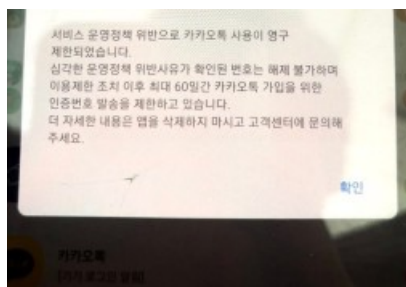 서비스 운영정책 위반으로 카카오톡 사용이 영구
제한되었습니다.
심각한 운영정책 위반사유가 확인된 번호는 해제 불가하며
이용제한 조치 이후 최대 60일간 카카오톡 가입을 위한
인증번호 발송을 제한하고 있습니다.
더 자세한 내용은 앱을 삭제하지 마시고 고객센터에 문의해
주세요.
확인
카카오톡